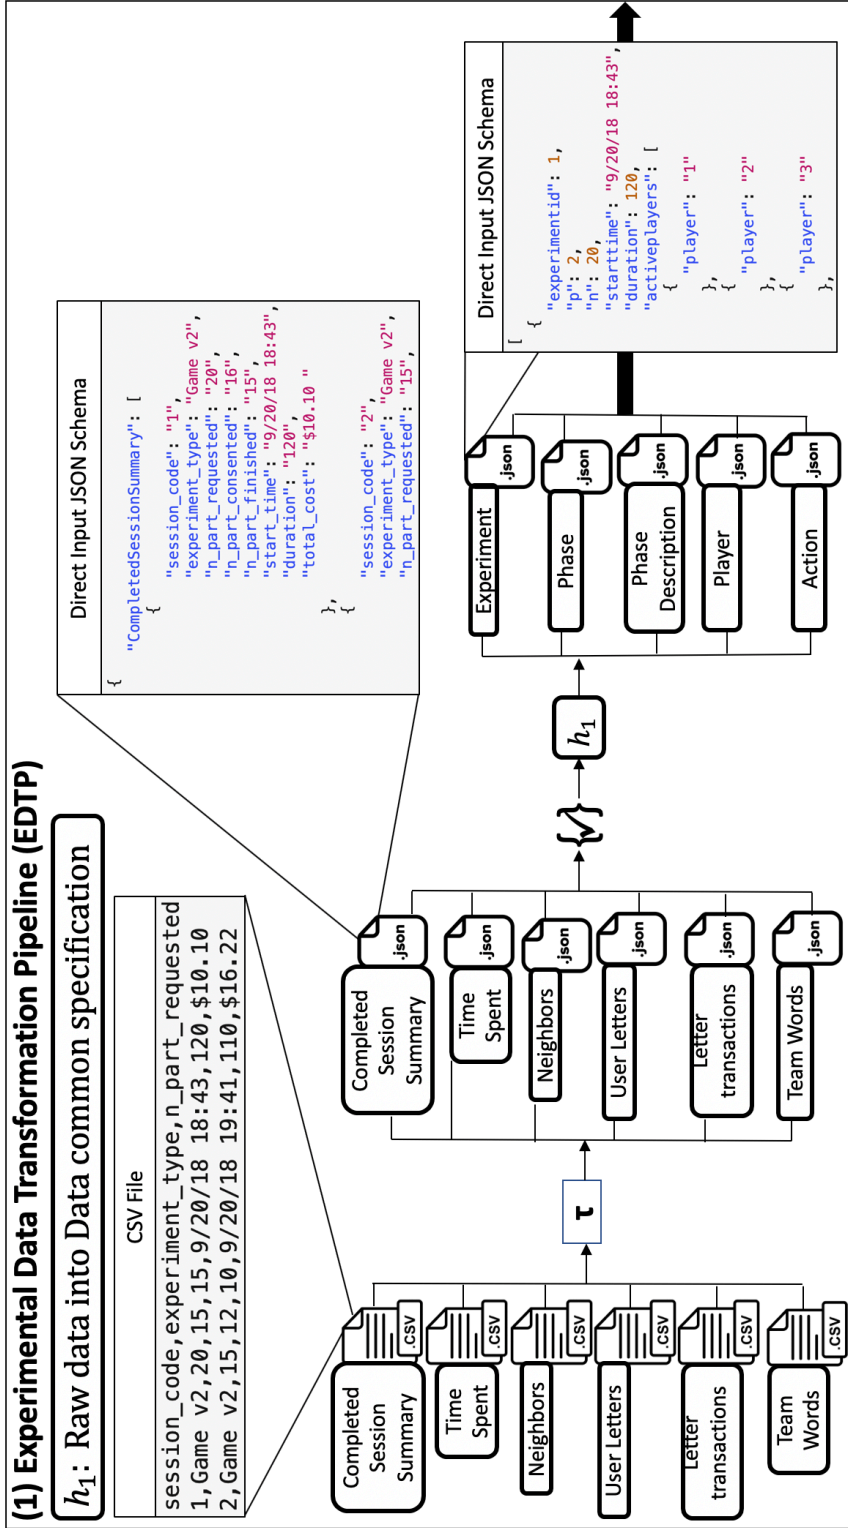 (1) Experimental Data Transformation Pipeline (EDTP)
h₁: Raw data into Data common specification
CSV File
session_code,experiment_type,n_part_requested
1,Game v2,20,15,15,9/20/18 18:43,120,$10.10
2,Game v2,15,12,10,9/20/18 19:41,110,$16.22
Completed
Session
Summary
.csv
Time
Spent
.csv
Neighbors
.csv
User Letters
.csv
Letter
transactions
.csv
Team
Words
.csv
τ
Completed
Session
Summary
.json
Time
Spent
.json
Neighbors
.json
User Letters
.json
Letter
transactions
.json
Team Words
.json
Direct Input JSON Schema
{
"CompletedSessionSummary": [
{
"session_code": "1",
"experiment_type": "Game v2",
"n_part_requested": "20",
"n_part_consented": "16",
"n_part_finished": "15",
"start_time": "9/20/18 18:43",
"duration": "120",
"total_cost": "$10.10 "
},
{
"session_code": "2",
"experiment_type": "Game v2",
"n_part_requested": "15",
{√}
h₁
Experiment
.json
Phase
.json
Phase
Description
.json
Player
.json
Action
.json
Direct Input JSON Schema
[
{
"experimentid": 1,
"p": 2,
"n": 20,
"starttime": "9/20/18 18:43",
"duration": 120,
"activeplayers": [
{
"player": "1"
},
{
"player": "2"
},
{
"player": "3"
},